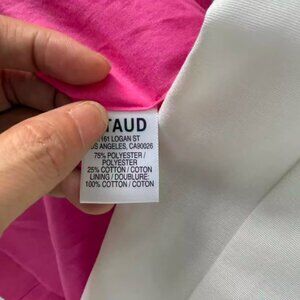 TAUD
161 LOGAN ST
OS ANGELES, CA90026
75% POLYESTER /
POLYESTER
25% COTTON / COTON
LINING / DOUBLURE:
100% COTTON / COTON